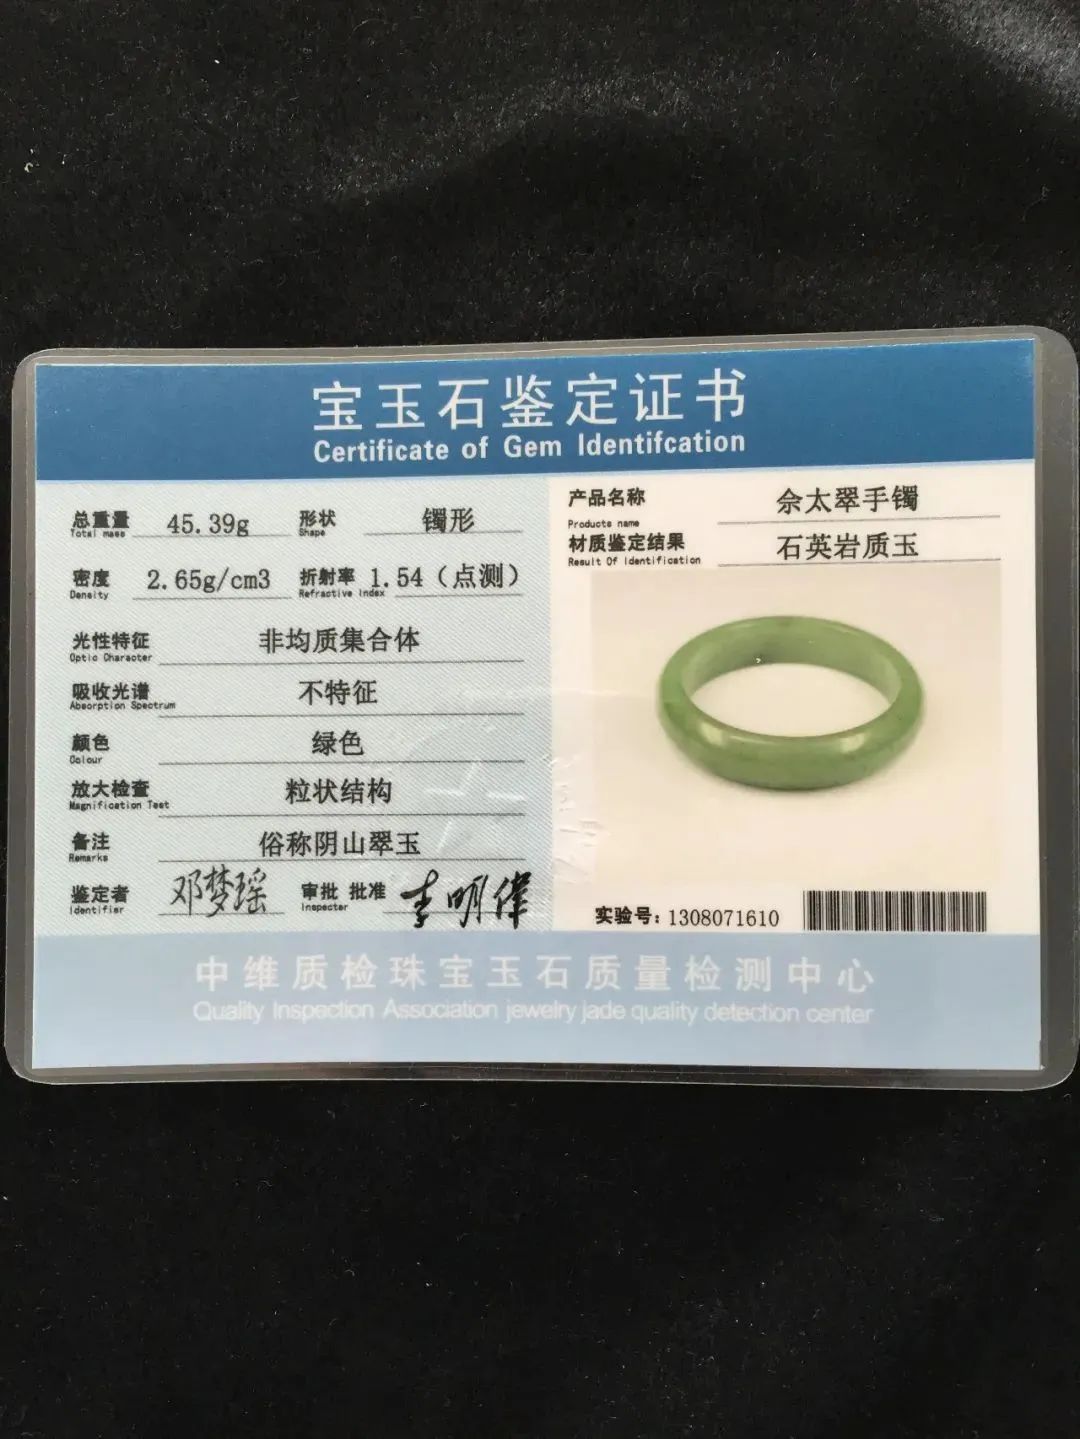 宝玉石鉴定证书
Certificate of Gem Identifcation
总重量 45.39g 形状 镯形
Total mass Shape
密度 2.65g/cm3 折射率 1.54（点测）
Density Refractive Index
光性特征 非均质集合体
Optic Character
吸收光谱 不特征
Absorption Spectrum
颜色 绿色
Colour
放大检查 粒状结构
Magnification Test
备注 俗称阴山翠玉
Remarks
鉴定者 邓梦瑶 审批 批准 李明伟
Identifier Inspecter
产品名称 佘太翠手镯
Products name
材质鉴定结果 石英岩质玉
Result Of Identification
实验号：1308071610
中维质检珠宝玉石质量检测中心
Quality Inspection Association jewelry jade quality detection center